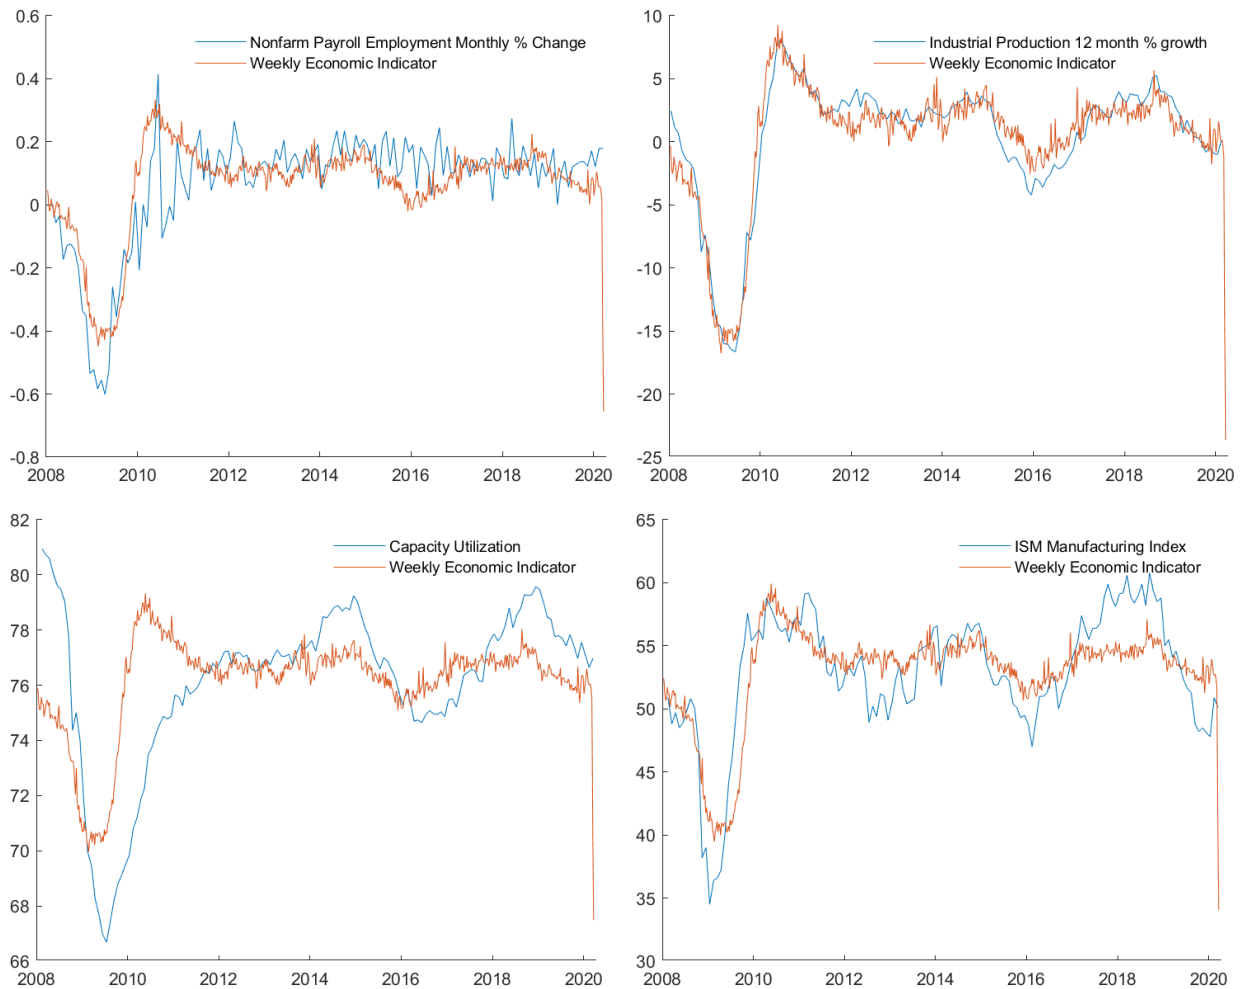 0.6
Nonfarm Payroll Employment Monthly % Change
Weekly Economic Indicator
0.4
0.2
0
-0.2
-0.4
-0.6
-0.8
2008 2010 2012 2014 2016 2018 2020
10
Industrial Production 12 month % growth
Weekly Economic Indicator
5
0
-5
-10
-15
-20
-25
2008 2010 2012 2014 2016 2018 2020
82
Capacity Utilization
Weekly Economic Indicator
80
78
76
74
72
70
68
66
2008 2010 2012 2014 2016 2018 2020
65
ISM Manufacturing Index
Weekly Economic Indicator
60
55
50
45
40
35
30
2008 2010 2012 2014 2016 2018 2020